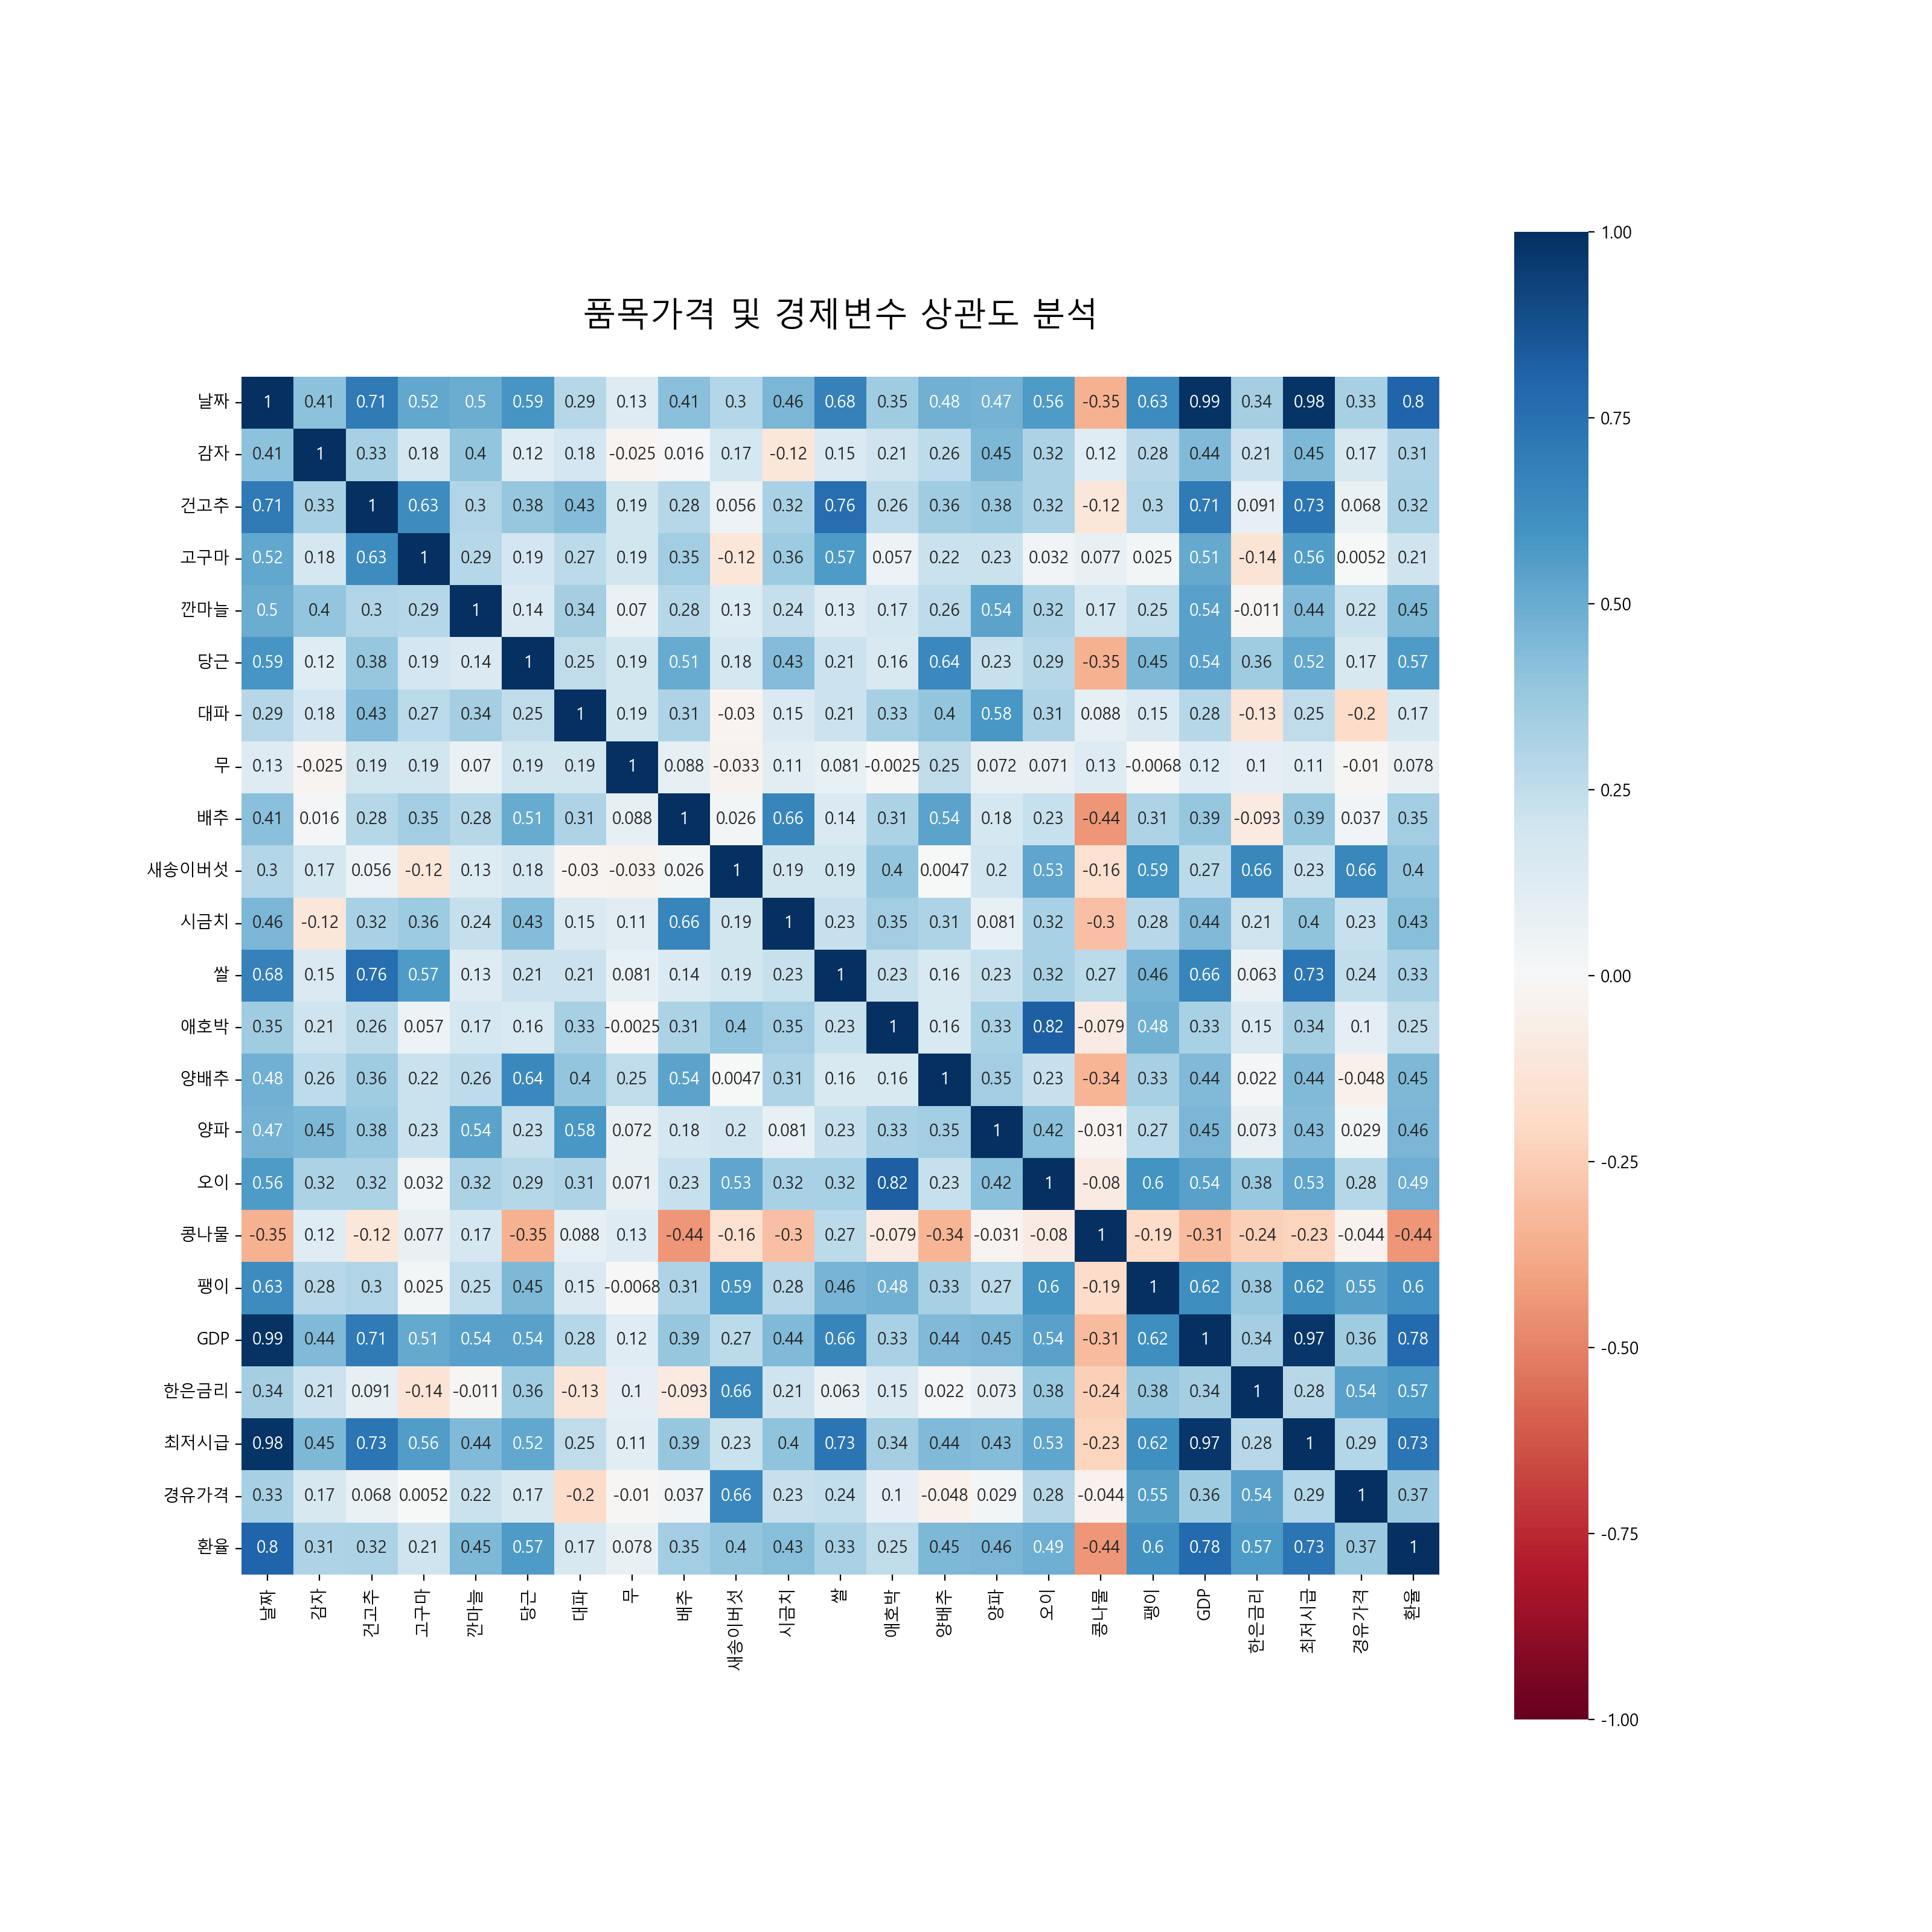 품목가격 및 경제변수 상관도 분석
날짜 1 0.41 0.71 0.52 0.5 0.59 0.29 0.13 0.41 0.3 0.46 0.68 0.35 0.48 0.47 0.56 -0.35 0.63 0.99 0.34 0.98 0.33 0.8
감자 0.41 1 0.33 0.18 0.4 0.12 0.18 -0.025 0.016 0.17 -0.12 0.15 0.21 0.26 0.45 0.32 0.12 0.28 0.44 0.21 0.45 0.17 0.31
건고추 0.71 0.33 1 0.63 0.3 0.38 0.43 0.19 0.28 0.056 0.32 0.76 0.26 0.36 0.38 0.32 -0.12 0.3 0.71 0.091 0.73 0.068 0.32
고구마 0.52 0.18 0.63 1 0.29 0.19 0.27 0.19 0.35 -0.12 0.36 0.57 0.057 0.22 0.23 0.032 0.077 0.025 0.51 -0.14 0.56 0.0052 0.21
깐마늘 0.5 0.4 0.3 0.29 1 0.14 0.34 0.07 0.28 0.13 0.24 0.13 0.17 0.26 0.54 0.32 0.17 0.25 0.54 -0.011 0.44 0.22 0.45
당근 0.59 0.12 0.38 0.19 0.14 1 0.25 0.19 0.51 0.18 0.43 0.21 0.16 0.64 0.23 0.29 -0.35 0.45 0.54 0.36 0.52 0.17 0.57
대파 0.29 0.18 0.43 0.27 0.34 0.25 1 0.19 0.31 -0.03 0.15 0.21 0.33 0.4 0.58 0.31 0.088 0.15 0.28 -0.13 0.25 -0.2 0.17
무 0.13 -0.025 0.19 0.19 0.07 0.19 0.19 1 0.088 -0.033 0.11 0.081 -0.0025 0.25 0.072 0.071 0.13 -0.0068 0.12 0.1 0.11 -0.01 0.078
배추 0.41 0.016 0.28 0.35 0.28 0.51 0.31 0.088 1 0.026 0.66 0.14 0.31 0.54 0.18 0.23 -0.44 0.31 0.39 -0.093 0.39 0.037 0.35
새송이버섯 0.3 0.17 0.056 -0.12 0.13 0.18 -0.03 -0.033 0.026 1 0.19 0.19 0.4 0.0047 0.2 0.53 -0.16 0.59 0.27 0.66 0.23 0.66 0.4
시금치 0.46 -0.12 0.32 0.36 0.24 0.43 0.15 0.11 0.66 0.19 1 0.23 0.35 0.31 0.081 0.32 -0.3 0.28 0.44 0.21 0.4 0.23 0.43
쌀 0.68 0.15 0.76 0.57 0.13 0.21 0.21 0.081 0.14 0.19 0.23 1 0.23 0.16 0.23 0.32 0.27 0.46 0.66 0.063 0.73 0.24 0.33
애호박 0.35 0.21 0.26 0.057 0.17 0.16 0.33 -0.0025 0.31 0.4 0.35 0.23 1 0.16 0.33 0.82 -0.079 0.48 0.33 0.15 0.34 0.1 0.25
양배추 0.48 0.26 0.36 0.22 0.26 0.64 0.4 0.25 0.54 0.0047 0.31 0.16 0.16 1 0.35 0.23 -0.34 0.33 0.44 0.022 0.44 -0.048 0.45
양파 0.47 0.45 0.38 0.23 0.54 0.23 0.58 0.072 0.18 0.2 0.081 0.23 0.33 0.35 1 0.42 -0.031 0.27 0.45 0.073 0.43 0.029 0.46
오이 0.56 0.32 0.32 0.032 0.32 0.29 0.31 0.071 0.23 0.53 0.32 0.32 0.82 0.23 0.42 1 -0.08 0.6 0.54 0.38 0.53 0.28 0.49
콩나물 -0.35 0.12 -0.12 0.077 0.17 -0.35 0.088 0.13 -0.44 -0.16 -0.3 0.27 -0.079 -0.34 -0.031 -0.08 1 -0.19 -0.31 -0.24 -0.23 -0.044 -0.44
팽이 0.63 0.28 0.3 0.025 0.25 0.45 0.15 -0.0068 0.31 0.59 0.28 0.46 0.48 0.33 0.27 0.6 -0.19 1 0.62 0.38 0.62 0.55 0.6
GDP 0.99 0.44 0.71 0.51 0.54 0.54 0.28 0.12 0.39 0.27 0.44 0.66 0.33 0.44 0.45 0.54 -0.31 0.62 1 0.34 0.97 0.36 0.78
한은금리 0.34 0.21 0.091 -0.14 -0.011 0.36 -0.13 0.1 -0.093 0.66 0.21 0.063 0.15 0.022 0.073 0.38 -0.24 0.38 0.34 1 0.28 0.54 0.57
최저시급 0.98 0.45 0.73 0.56 0.44 0.52 0.25 0.11 0.39 0.23 0.4 0.73 0.34 0.44 0.43 0.53 -0.23 0.62 0.97 0.28 1 0.29 0.73
경유가격 0.33 0.17 0.068 0.0052 0.22 0.17 -0.2 -0.01 0.037 0.66 0.23 0.24 0.1 -0.048 0.029 0.28 -0.044 0.55 0.36 0.54 0.29 1 0.37
환율 0.8 0.31 0.32 0.21 0.45 0.57 0.17 0.078 0.35 0.4 0.43 0.33 0.25 0.45 0.46 0.49 -0.44 0.6 0.78 0.57 0.73 0.37 1
날짜 감자 건고추 고구마 깐마늘 당근 대파 무 배추 새송이버섯 시금치 쌀 애호박 양배추 양파 오이 콩나물 팽이 GDP 한은금리 최저시급 경유가격 환율
1.00
0.75
0.50
0.25
0.00
-0.25
-0.50
-0.75
-1.00